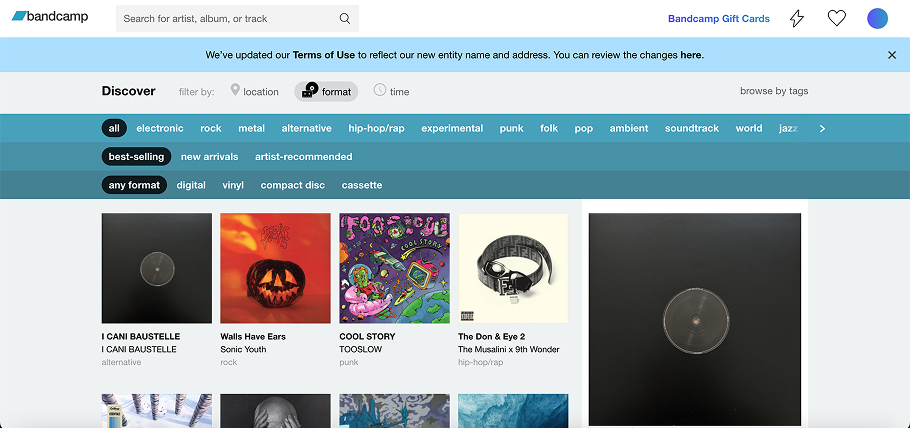 bandcamp
Search for artist, album, or track
Bandcamp Gift Cards
We've updated our Terms of Use to reflect our new entity name and address. You can review the changes here.
Discover
filter by:
location
format
time
browse by tags
all electronic rock metal alternative hip-hop/rap experimental punk folk pop ambient soundtrack world jazz
best-selling new arrivals artist-recommended
any format digital vinyl compact disc cassette
TOO SLOW
COOL STORY
I CANI BAUSTELLE
I CANI BAUSTELLE
alternative
Walls Have Ears
Sonic Youth
rock
COOL STORY
TOOSLOW
punk
The Don & Eye 2
The Musalini x 9th Wonder
hip-hop/rap